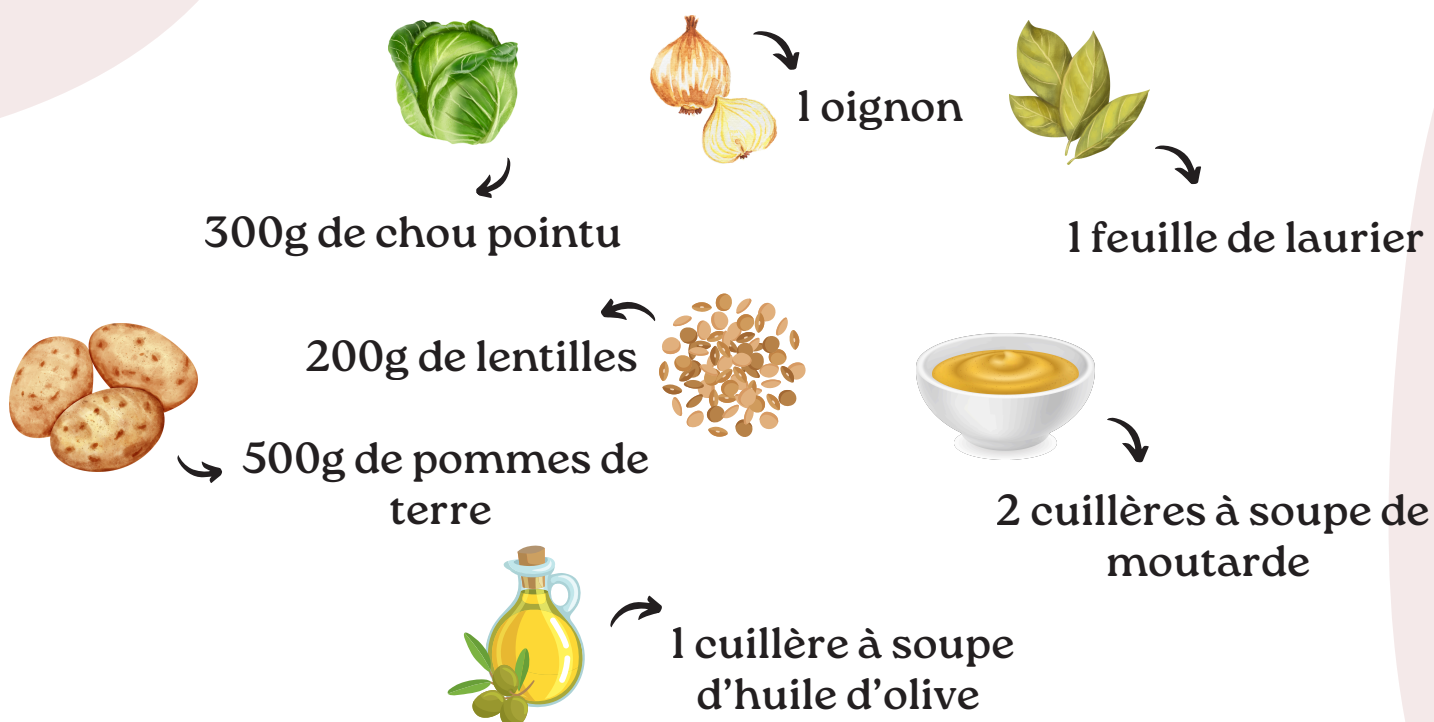 1 oignon
300g de chou pointu
1 feuille de laurier
200g de lentilles
500g de pommes de
terre
2 cuillères à soupe de
moutarde
1 cuillère à soupe
d’huile d’olive